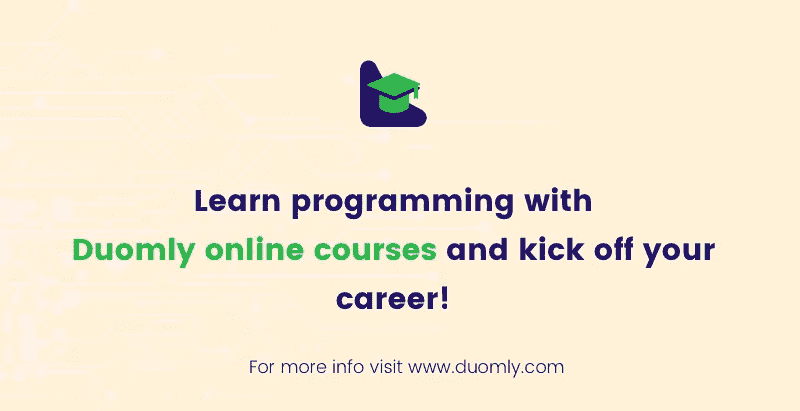 Learn programming with
Duomly online courses and kick off your
career!
For more info visit www.duomly.com